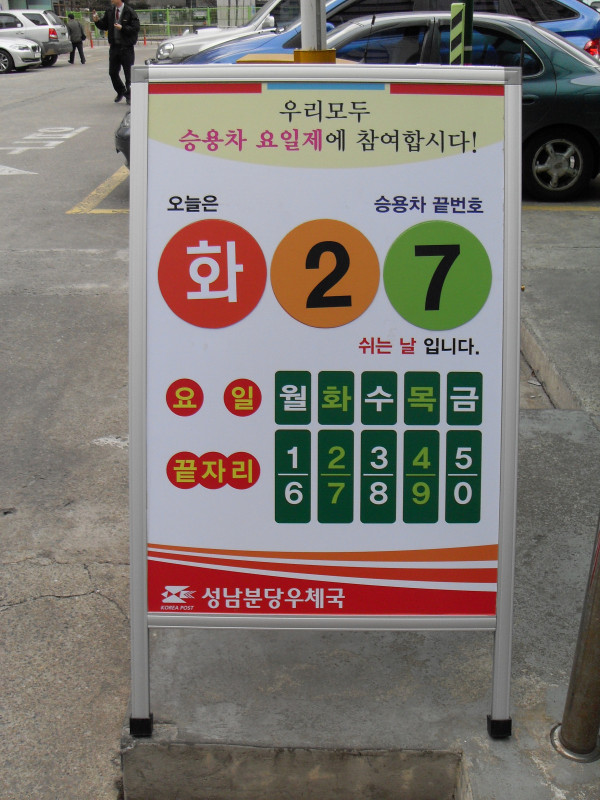 우리모두
승용차 요일제에 참여합시다!
오늘은 승용차 끝번호
화 2 7
쉬는 날 입니다.
요 일 월 화 수 목 금
끝자리 1/6 2/7 3/8 4/9 5/0
KOREA POST 성남분당우체국